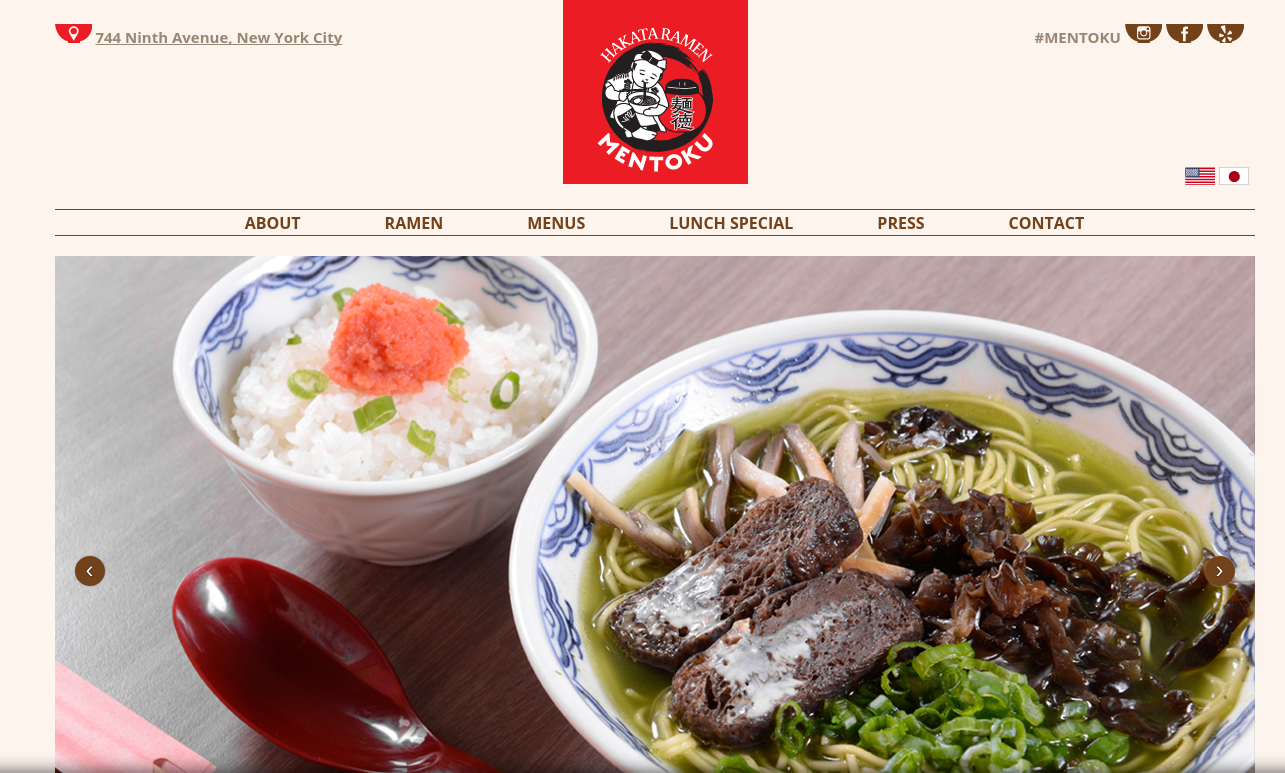 744 Ninth Avenue, New York City
HAKATA RAMEN
麺
徳
MENTOKU
#MENTOKU
ABOUT
RAMEN
MENUS
LUNCH SPECIAL
PRESS
CONTACT